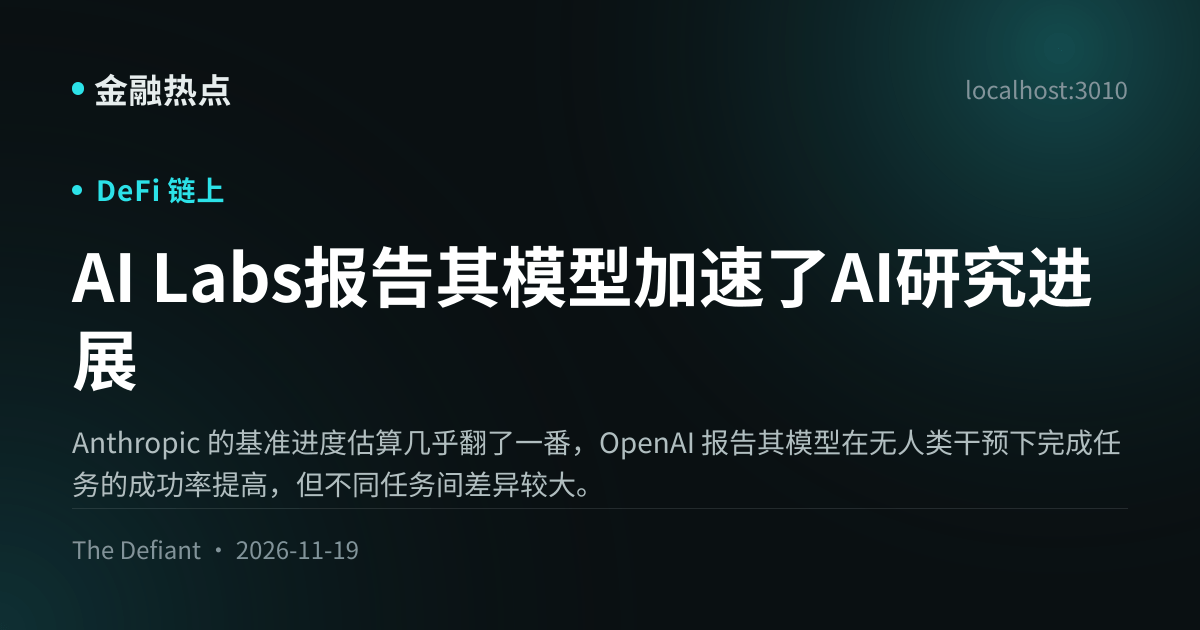 金融热点
localhost:3010
DeFi 链上
AI Labs报告其模型加速了AI研究进
展
Anthropic 的基准进度估算几乎翻了一番，OpenAI 报告其模型在无人类干预下完成任
务的成功率提高，但不同任务间差异较大。
The Defiant • 2026-11-19